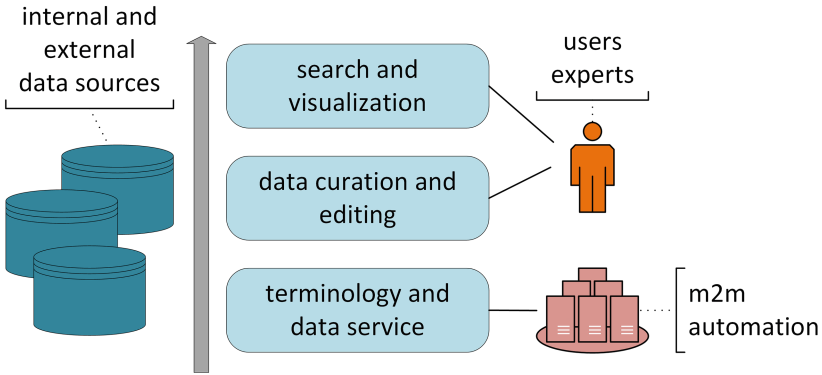 internal and
external
data sources
search and
visualization
users
experts
data curation and
editing
terminology and
data service
m2m
automation